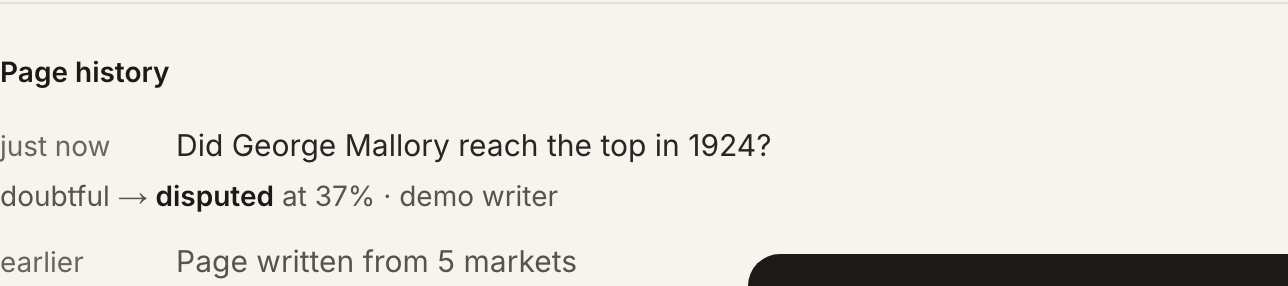 Page history
just now Did George Mallory reach the top in 1924?
doubtful → disputed at 37% · demo writer
earlier Page written from 5 markets